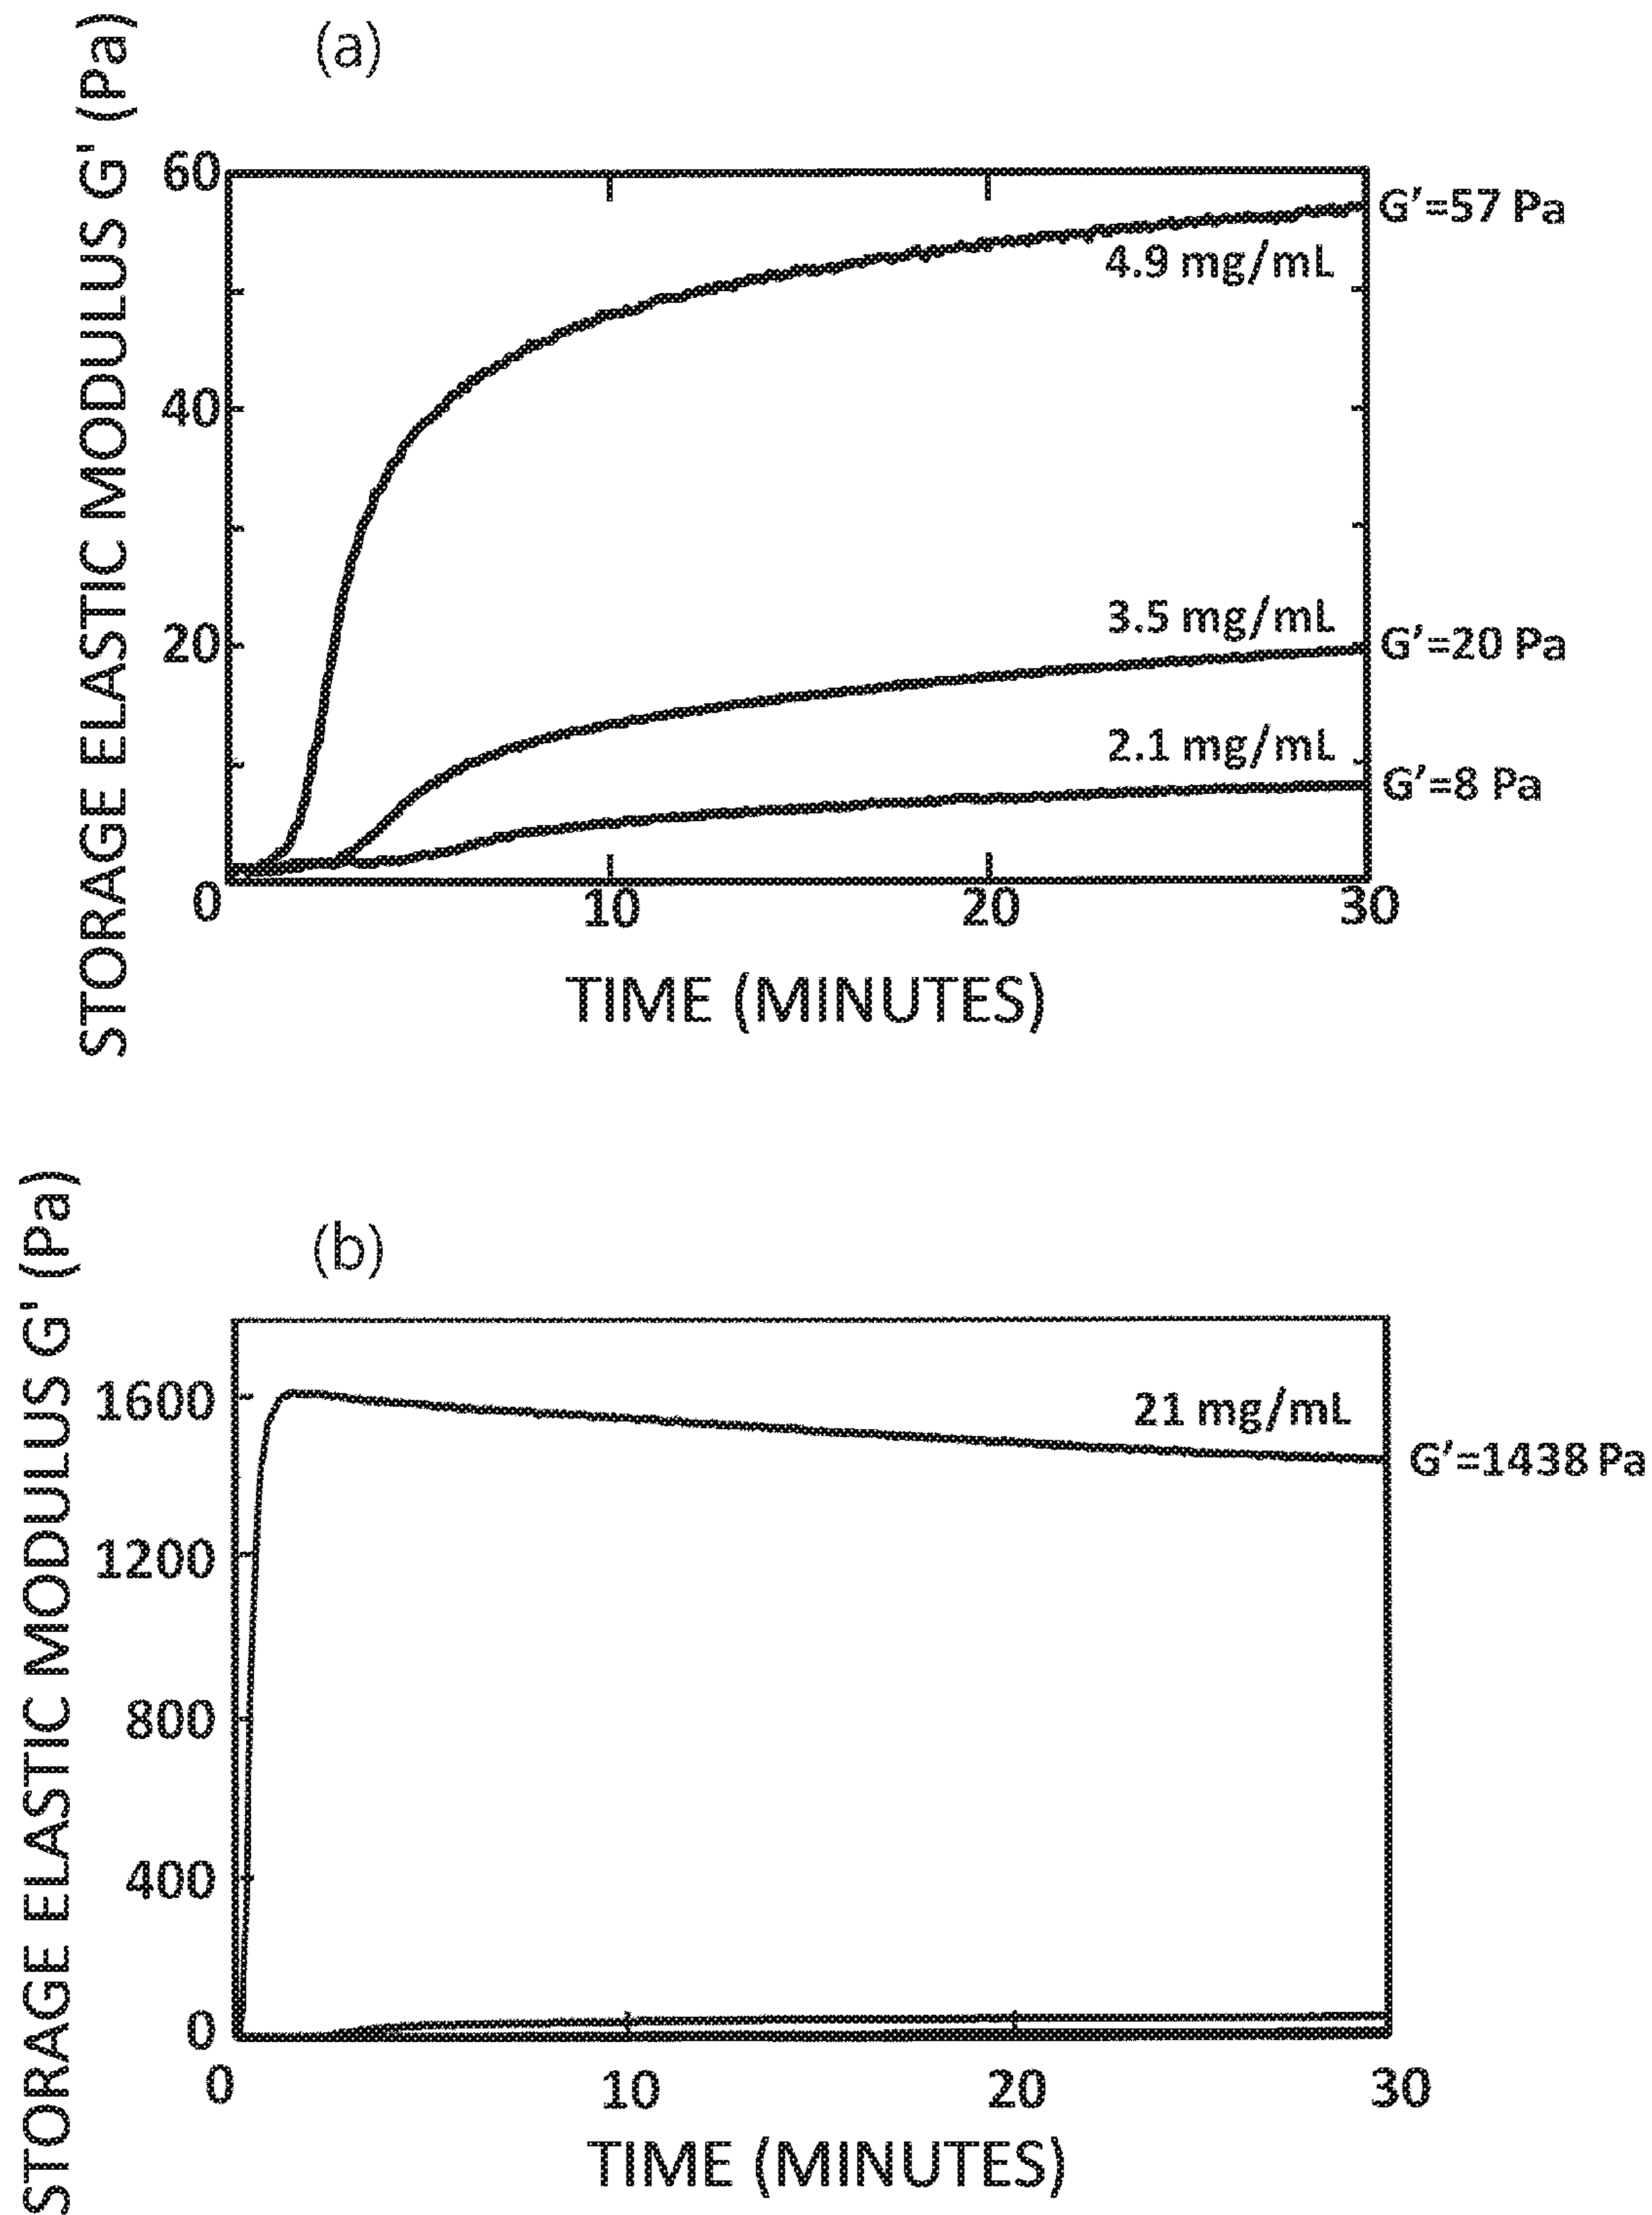 (a)
STORAGE ELASTIC MODULUS G' (Pa)
60
40
20
0
G'=57 Pa
4.9 mg/mL
3.5 mg/mL
G'=20 Pa
2.1 mg/mL
G'=8 Pa
10
20
30
TIME (MINUTES)
(b)
STORAGE ELASTIC MODULUS G' (Pa)
1600
1200
800
400
0
21 mg/mL
G'=1438 Pa
0
10
20
30
TIME (MINUTES)